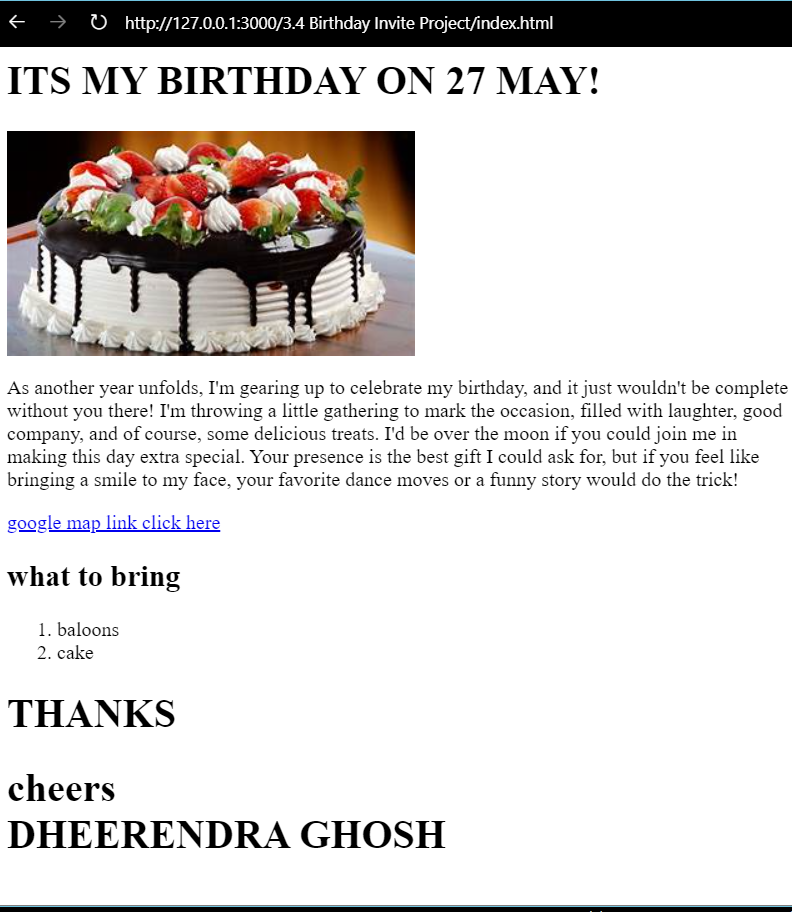 http://127.0.0.1:3000/3.4 Birthday Invite Project/index.html
ITS MY BIRTHDAY ON 27 MAY!
As another year unfolds, I'm gearing up to celebrate my birthday, and it just wouldn't be complete
without you there! I'm throwing a little gathering to mark the occasion, filled with laughter, good
company, and of course, some delicious treats. I'd be over the moon if you could join me in
making this day extra special. Your presence is the best gift I could ask for, but if you feel like
bringing a smile to my face, your favorite dance moves or a funny story would do the trick!
google map link click here
what to bring
1. baloons
2. cake
THANKS
cheers
DHEERENDRA GHOSH